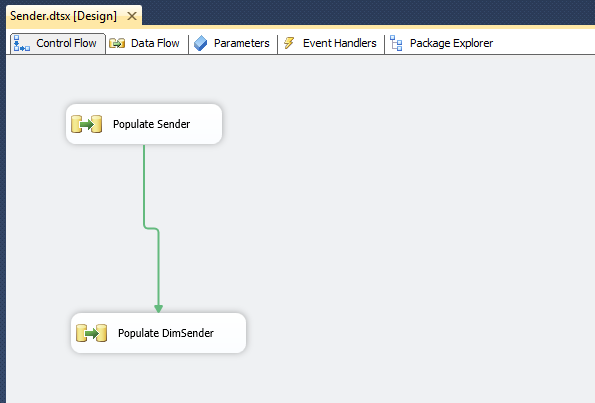 Sender.dtsx [Design]
Control Flow Data Flow Parameters Event Handlers Package Explorer
Populate Sender
Populate DimSender